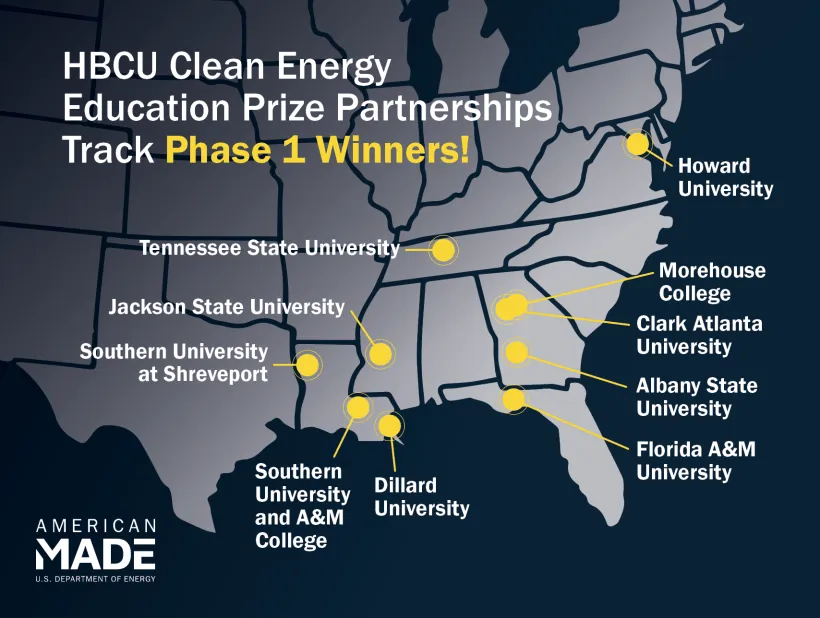 HBCU Clean Energy
Education Prize Partnerships
Track Phase 1 Winners!
Howard
University
Tennessee State University
Morehouse
College
Jackson State University
Clark Atlanta
University
Southern University
at Shreveport
Albany State
University
Florida A&M
University
Southern
University
and A&M
College
Dillard
University
AMERICAN
MADE
U.S. DEPARTMENT OF ENERGY